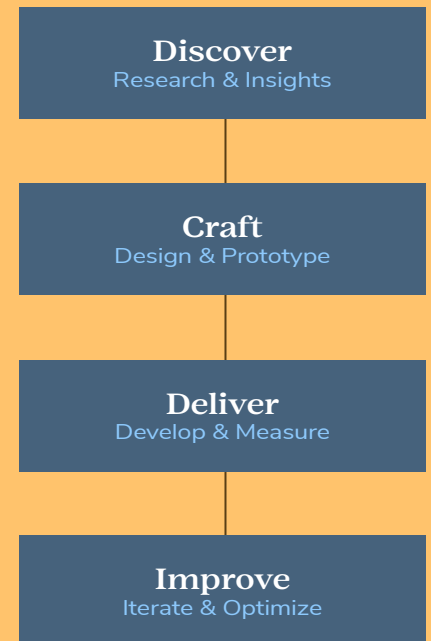 Discover
Research & Insights
Craft
Design & Prototype
Deliver
Develop & Measure
Improve
Iterate & Optimize